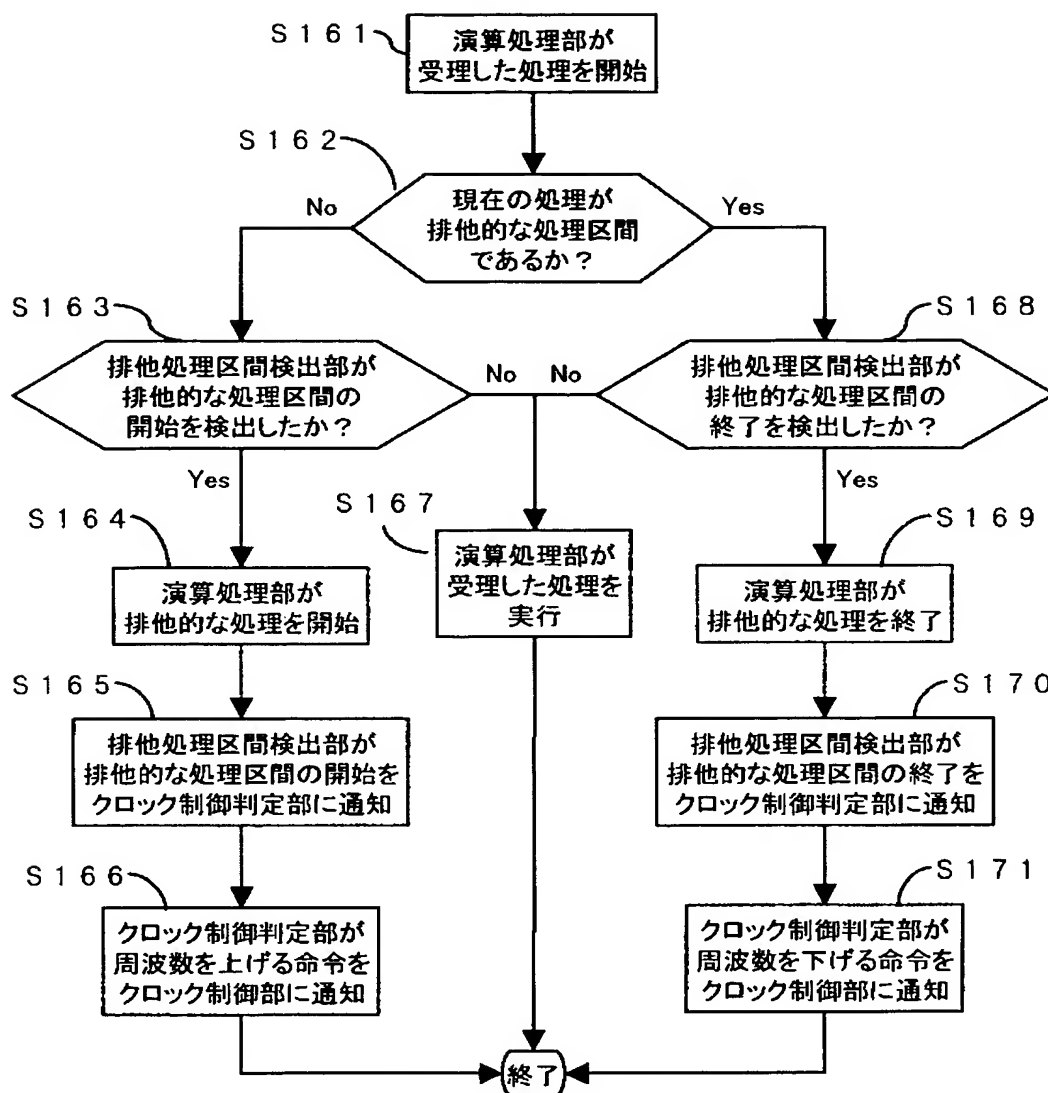 S161
演算処理部が
受理した処理を開始
S162
現在の処理が
排他的な処理区間
であるか？
No
Yes
S163
排他処理区間検出部が
排他的な処理区間の
開始を検出したか？
No
No
S168
排他処理区間検出部が
排他的な処理区間の
終了を検出したか？
Yes
Yes
S164
演算処理部が
排他的な処理を開始
S167
演算処理部が
受理した処理を
実行
S169
演算処理部が
排他的な処理を終了
S165
排他処理区間検出部が
排他的な処理区間の開始を
クロック制御判定部に通知
S170
排他処理区間検出部が
排他的な処理区間の終了を
クロック制御判定部に通知
S166
クロック制御判定部が
周波数を上げる命令を
クロック制御部に通知
S171
クロック制御判定部が
周波数を下げる命令を
クロック制御部に通知
終了